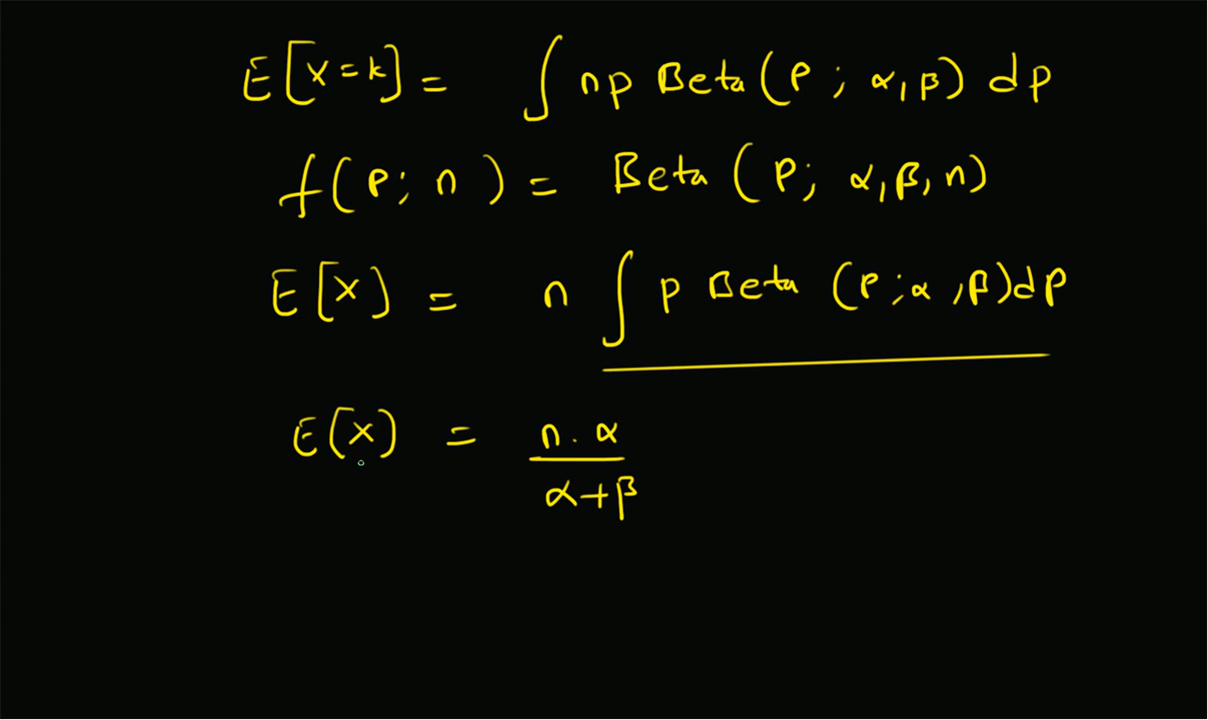 E[X=k] = ∫ np Beta(p; α,β) dp
f(p; n) = Beta(p; α,β,n)
E[X] = n ∫ p Beta (p;α,β)dp
E(X) = n.α / α+β